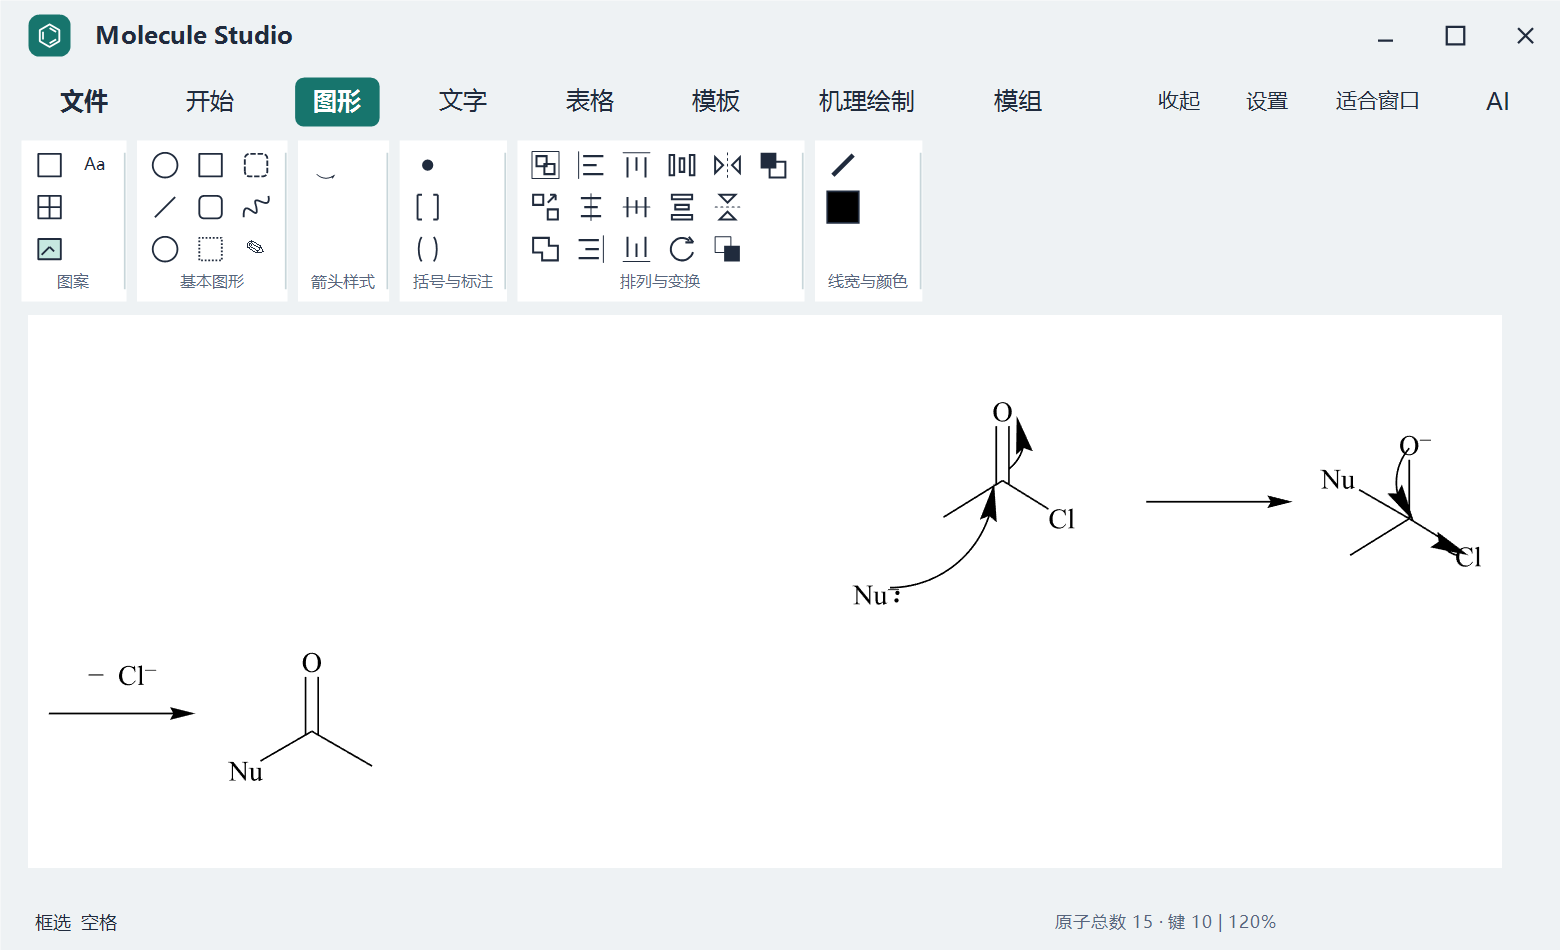 Molecule Studio
文件 开始 图形 文字 表格 模板 机理绘制 模组 收起 设置 适合窗口 AI
Aa
图案 基本图形 箭头样式 括号与标注 排列与变换 线宽与颜色
O
Cl
Nu⁻:
O⁻
Nu
Cl
− Cl⁻
O
Nu
框选 空格 原子总数 15 · 键 10 | 120%